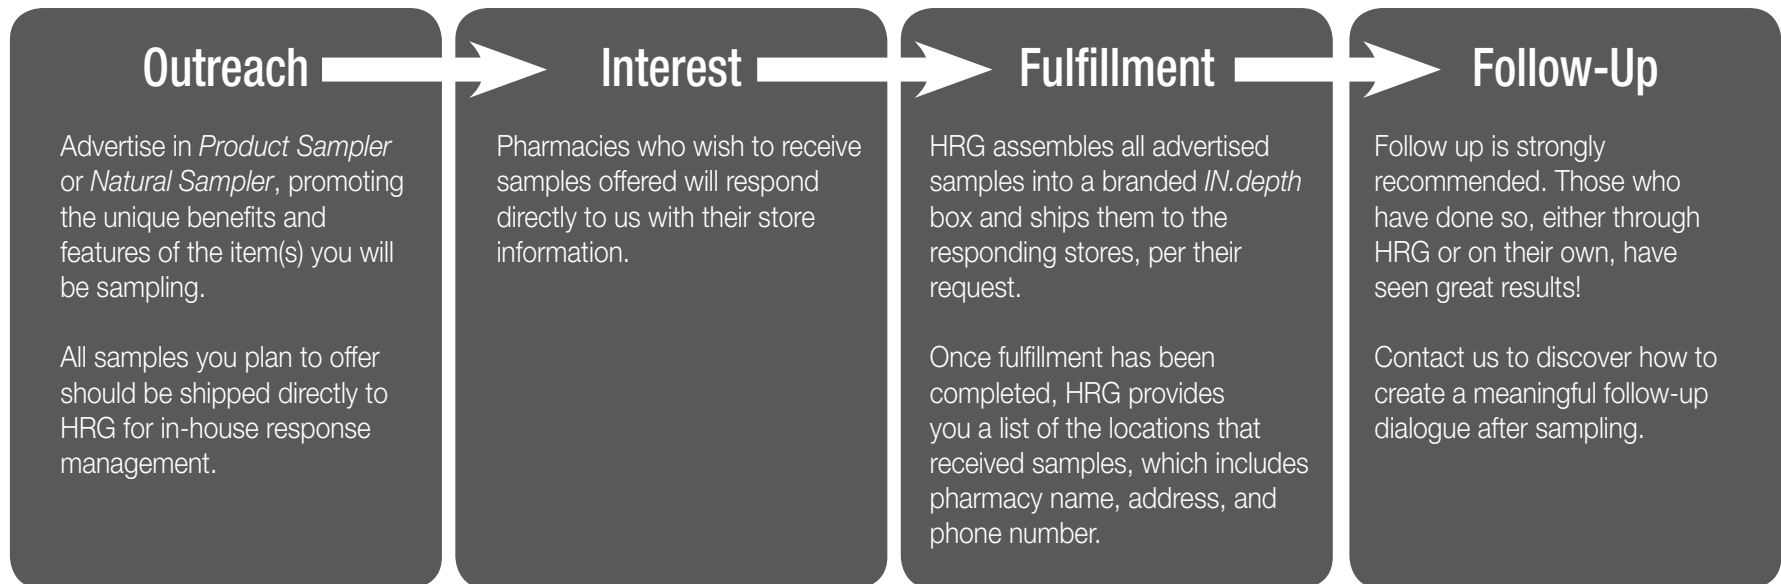 Outreach
Advertise in Product Sampler
or Natural Sampler, promoting
the unique benefits and
features of the item(s) you will
be sampling.
All samples you plan to offer
should be shipped directly to
HRG for in-house response
management.
Interest
Pharmacies who wish to receive
samples offered will respond
directly to us with their store
information.
Fulfillment
HRG assembles all advertised
samples into a branded IN.depth
box and ships them to the
responding stores, per their
request.
Once fulfillment has been
completed, HRG provides
you a list of the locations that
received samples, which includes
pharmacy name, address, and
phone number.
Follow-Up
Follow up is strongly
recommended. Those who
have done so, either through
HRG or on their own, have
seen great results!
Contact us to discover how to
create a meaningful follow-up
dialogue after sampling.